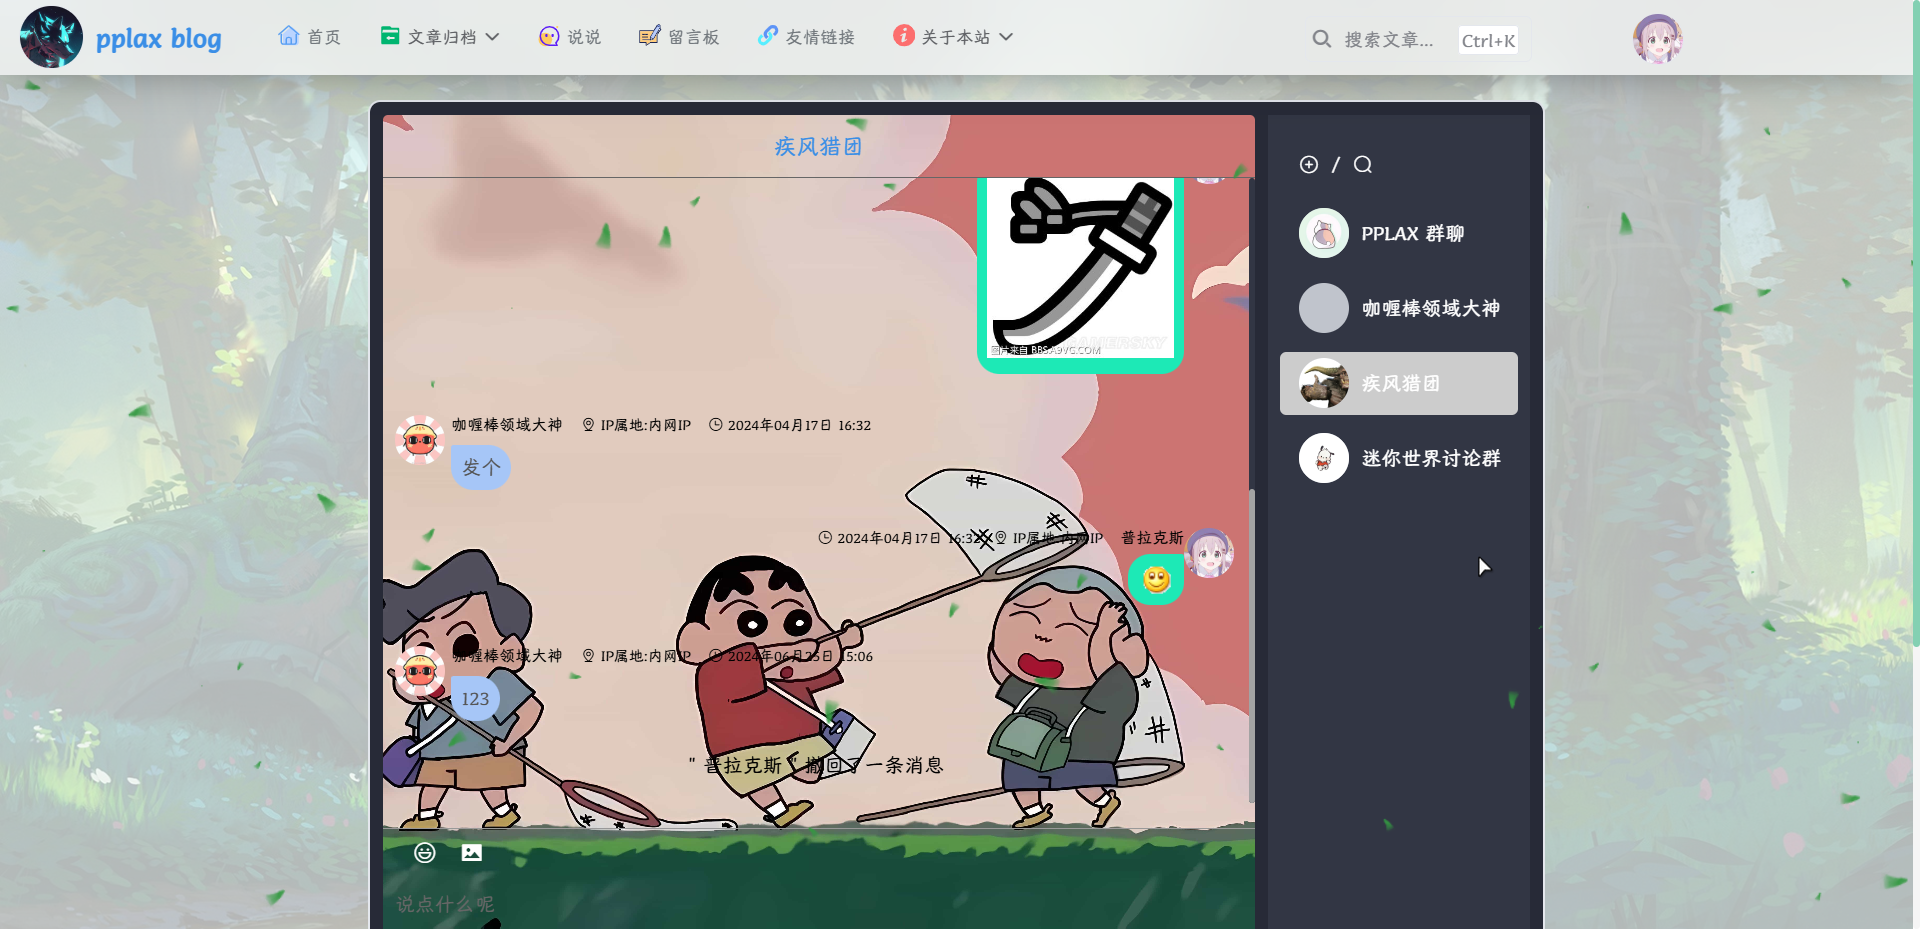 pplax blog
首页
文章归档
说说
留言板
友情链接
关于本站
搜索文章...
Ctrl+K
疾风猎团
图片来自 BBS.A9VG.COM
GAMERSKY
咖喱棒领域大神 IP属地:内网IP 2024年04月17日 16:32
发个
2024年04月17日 16:32 IP属地:内网IP 普拉克斯
咖喱棒领域大神 IP属地:内网IP 2024年06月25日 15:06
123
" 普拉克斯 " 撤回了一条消息
说点什么呢
/
PPLAX 群聊
咖喱棒领域大神
疾风猎团
迷你世界讨论群